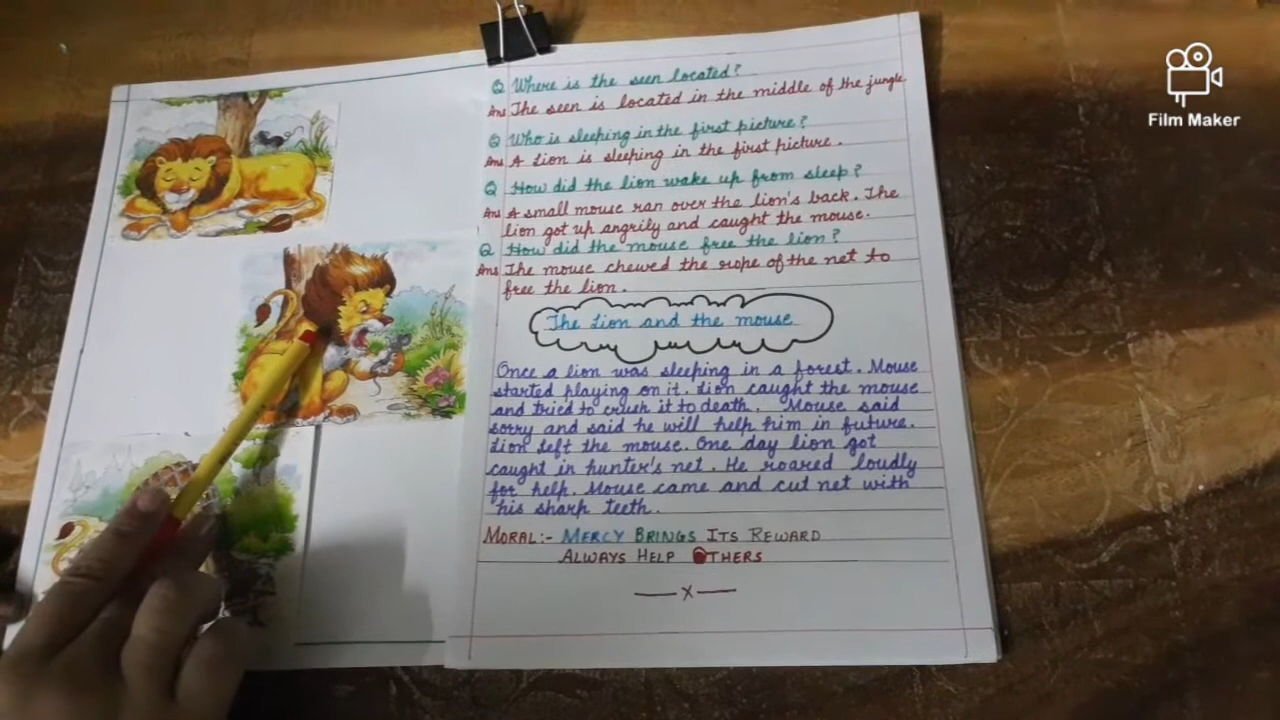 Q Where is the seen located?
Ans The seen is located in the middle of the jungle
Q Who is sleeping in the first picture?
Ans A Lion is sleeping in the first picture.
Q How did the lion wake up from sleep?
Ans A small mouse ran over the lion's back. The
lion got up angrily and caught the mouse.
Q How did the mouse free the lion?
Ans The mouse chewed the rope of the net to
free the lion.
The Lion and the mouse
Once a lion was sleeping in a forest. Mouse
started playing on it. Lion caught the mouse
and tried to crush it to death. Mouse said
sorry and said he will help him in future.
Lion left the mouse. One day lion got
caught in hunter's net. He roared loudly
for help. Mouse came and cut net with
his sharp teeth.
MORAL:- MERCY BRINGS ITS REWARD
ALWAYS HELP OTHERS
X
Film Maker